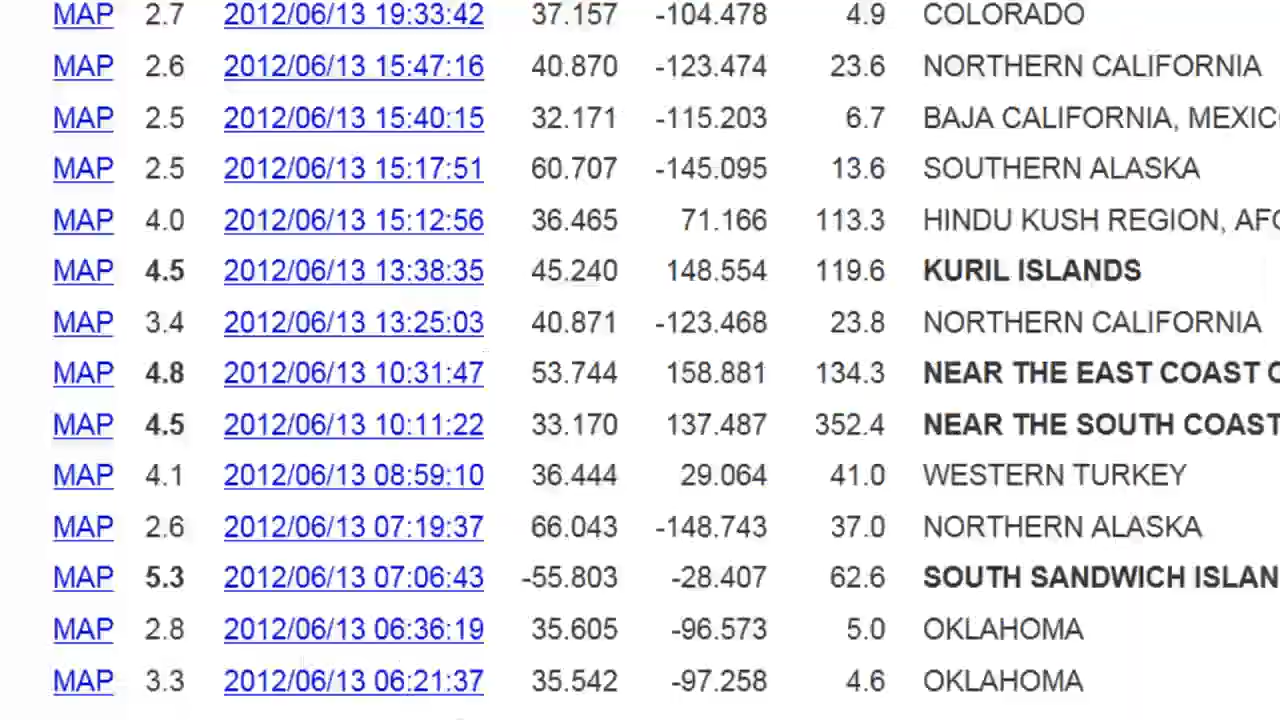 MAP 2.7 2012/06/13 19:33:42 37.157 -104.478 4.9 COLORADO
MAP 2.6 2012/06/13 15:47:16 40.870 -123.474 23.6 NORTHERN CALIFORNIA
MAP 2.5 2012/06/13 15:40:15 32.171 -115.203 6.7 BAJA CALIFORNIA, MEXIC
MAP 2.5 2012/06/13 15:17:51 60.707 -145.095 13.6 SOUTHERN ALASKA
MAP 4.0 2012/06/13 15:12:56 36.465 71.166 113.3 HINDU KUSH REGION, AF
MAP 4.5 2012/06/13 13:38:35 45.240 148.554 119.6 KURIL ISLANDS
MAP 3.4 2012/06/13 13:25:03 40.871 -123.468 23.8 NORTHERN CALIFORNIA
MAP 4.8 2012/06/13 10:31:47 53.744 158.881 134.3 NEAR THE EAST COAST
MAP 4.5 2012/06/13 10:11:22 33.170 137.487 352.4 NEAR THE SOUTH COAST
MAP 4.1 2012/06/13 08:59:10 36.444 29.064 41.0 WESTERN TURKEY
MAP 2.6 2012/06/13 07:19:37 66.043 -148.743 37.0 NORTHERN ALASKA
MAP 5.3 2012/06/13 07:06:43 -55.803 -28.407 62.6 SOUTH SANDWICH ISLAN
MAP 2.8 2012/06/13 06:36:19 35.605 -96.573 5.0 OKLAHOMA
MAP 3.3 2012/06/13 06:21:37 35.542 -97.258 4.6 OKLAHOMA